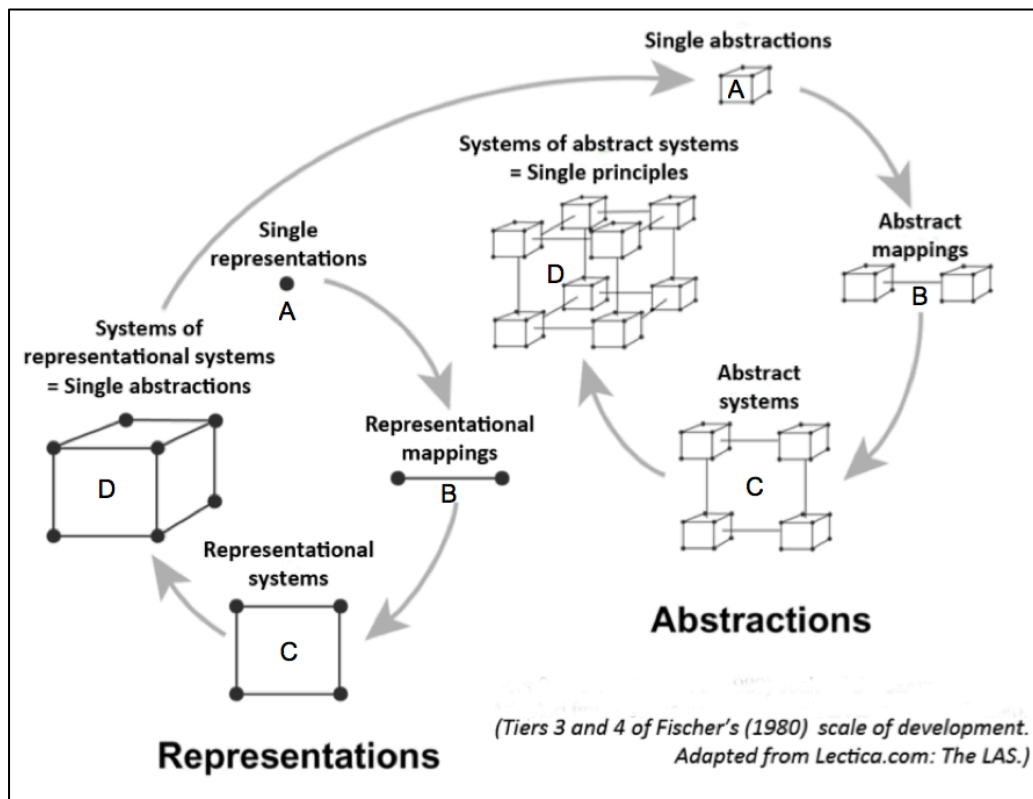 Single abstractions
A
Systems of abstract systems
= Single principles
D
Abstract
mappings
B
Abstract
systems
C
Abstractions
Single
representations
A
Representational
mappings
B
Representational
systems
C
Systems of
representational systems
= Single abstractions
D
Representations
(Tiers 3 and 4 of Fischer's (1980) scale of development.
Adapted from Lectica.com: The LAS.)